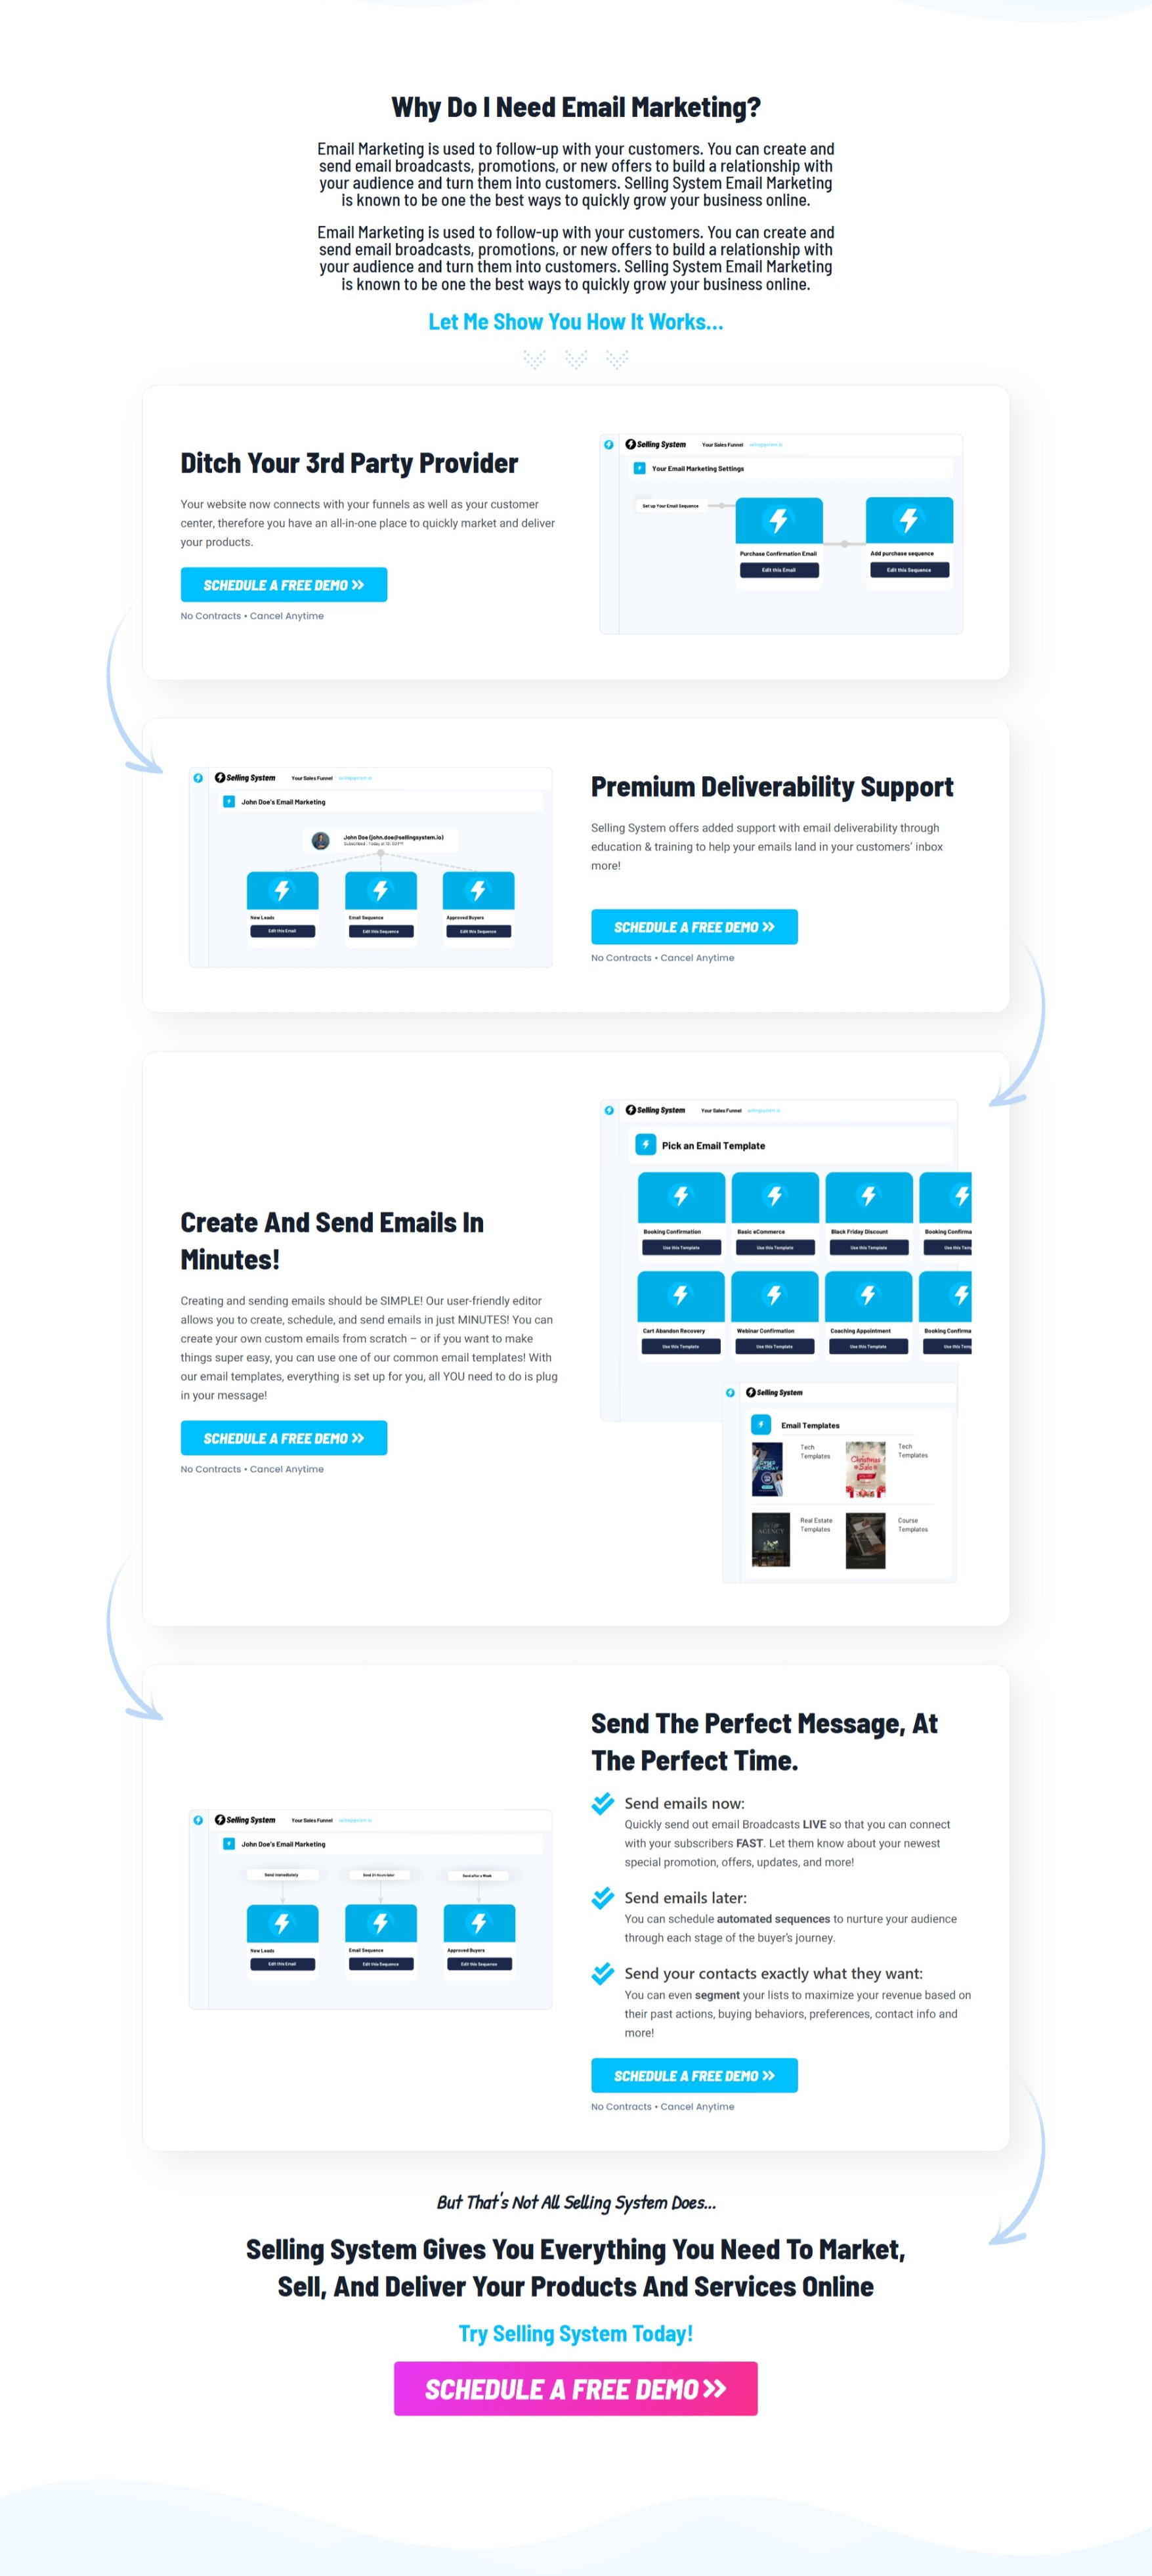 Why Do I Need Email Marketing?
Email Marketing is used to follow-up with your customers. You can create and
send email broadcasts, promotions, or new offers to build a relationship with
your audience and turn them into customers. Selling System Email Marketing
is known to be one the best ways to quickly grow your business online.
Email Marketing is used to follow-up with your customers. You can create and
send email broadcasts, promotions, or new offers to build a relationship with
your audience and turn them into customers. Selling System Email Marketing
is known to be one the best ways to quickly grow your business online.
Let Me Show You How It Works...
Ditch Your 3rd Party Provider
Your website now connects with your funnels as well as your customer
center, therefore you have an all-in-one place to quickly market and deliver
your products.
SCHEDULE A FREE DEMO
No Contracts • Cancel Anytime
Selling System Your Sales Funnel sellingsystem.io
Your Email Marketing Settings
Set up Your Email Sequence
Purchase Confirmation Email
Edit this Email
Add purchase sequence
Edit this Sequence
Selling System Your Sales Funnel sellingsystem.io
John Doe's Email Marketing
John Doe (john.doe@sellingsystem.io)
New Leads
Edit this Email
Email Sequence
Edit this Sequence
Approved Buyers
Edit this Sequence
Premium Deliverability Support
Selling System offers added support with email deliverability through
education & training to help your emails land in your customers' inbox
more!
SCHEDULE A FREE DEMO
No Contracts • Cancel Anytime
Create And Send Emails In
Minutes!
Creating and sending emails should be SIMPLE! Our user-friendly editor
allows you to create, schedule, and send emails in just MINUTES! You can
create your own custom emails from scratch – or if you want to make
things super easy, you can use one of our common email templates! With
our email templates, everything is set up for you, all YOU need to do is plug
in your message!
SCHEDULE A FREE DEMO
No Contracts • Cancel Anytime
Selling System Your Sales Funnel sellingsystem.io
Pick an Email Template
Booking Confirmation Basic eCommerce Black Friday Discount Booking Confirma
Use this Template Use this Template Use this Template Use this Tem
Cart Abandon Recovery Webinar Confirmation Coaching Appointment Booking Confirma
Use this Template Use this Template Use this Template Use this Tem
Selling System
Email Templates
Tech
Templates
Christmas
Sale
Tech
Templates
AGENCY
Real Estate
Templates
Course
Templates
Selling System Your Sales Funnel sellingsystem.io
John Doe's Email Marketing
Send Immediately
Send 24 hours later
Send after a Week
New Leads
Edit this Email
Email Sequence
Edit this Sequence
Approved Buyers
Edit this Sequence
Send The Perfect Message, At
The Perfect Time.
Send emails now:
Quickly send out email Broadcasts LIVE so that you can connect
with your subscribers FAST. Let them know about your newest
special promotion, offers, updates, and more!
Send emails later:
You can schedule automated sequences to nurture your audience
through each stage of the buyer's journey.
Send your contacts exactly what they want:
You can even segment your lists to maximize your revenue based on
their past actions, buying behaviors, preferences, contact info and
more!
SCHEDULE A FREE DEMO
No Contracts • Cancel Anytime
But That's Not All Selling System Does...
Selling System Gives You Everything You Need To Market,
Sell, And Deliver Your Products And Services Online
Try Selling System Today!
SCHEDULE A FREE DEMO